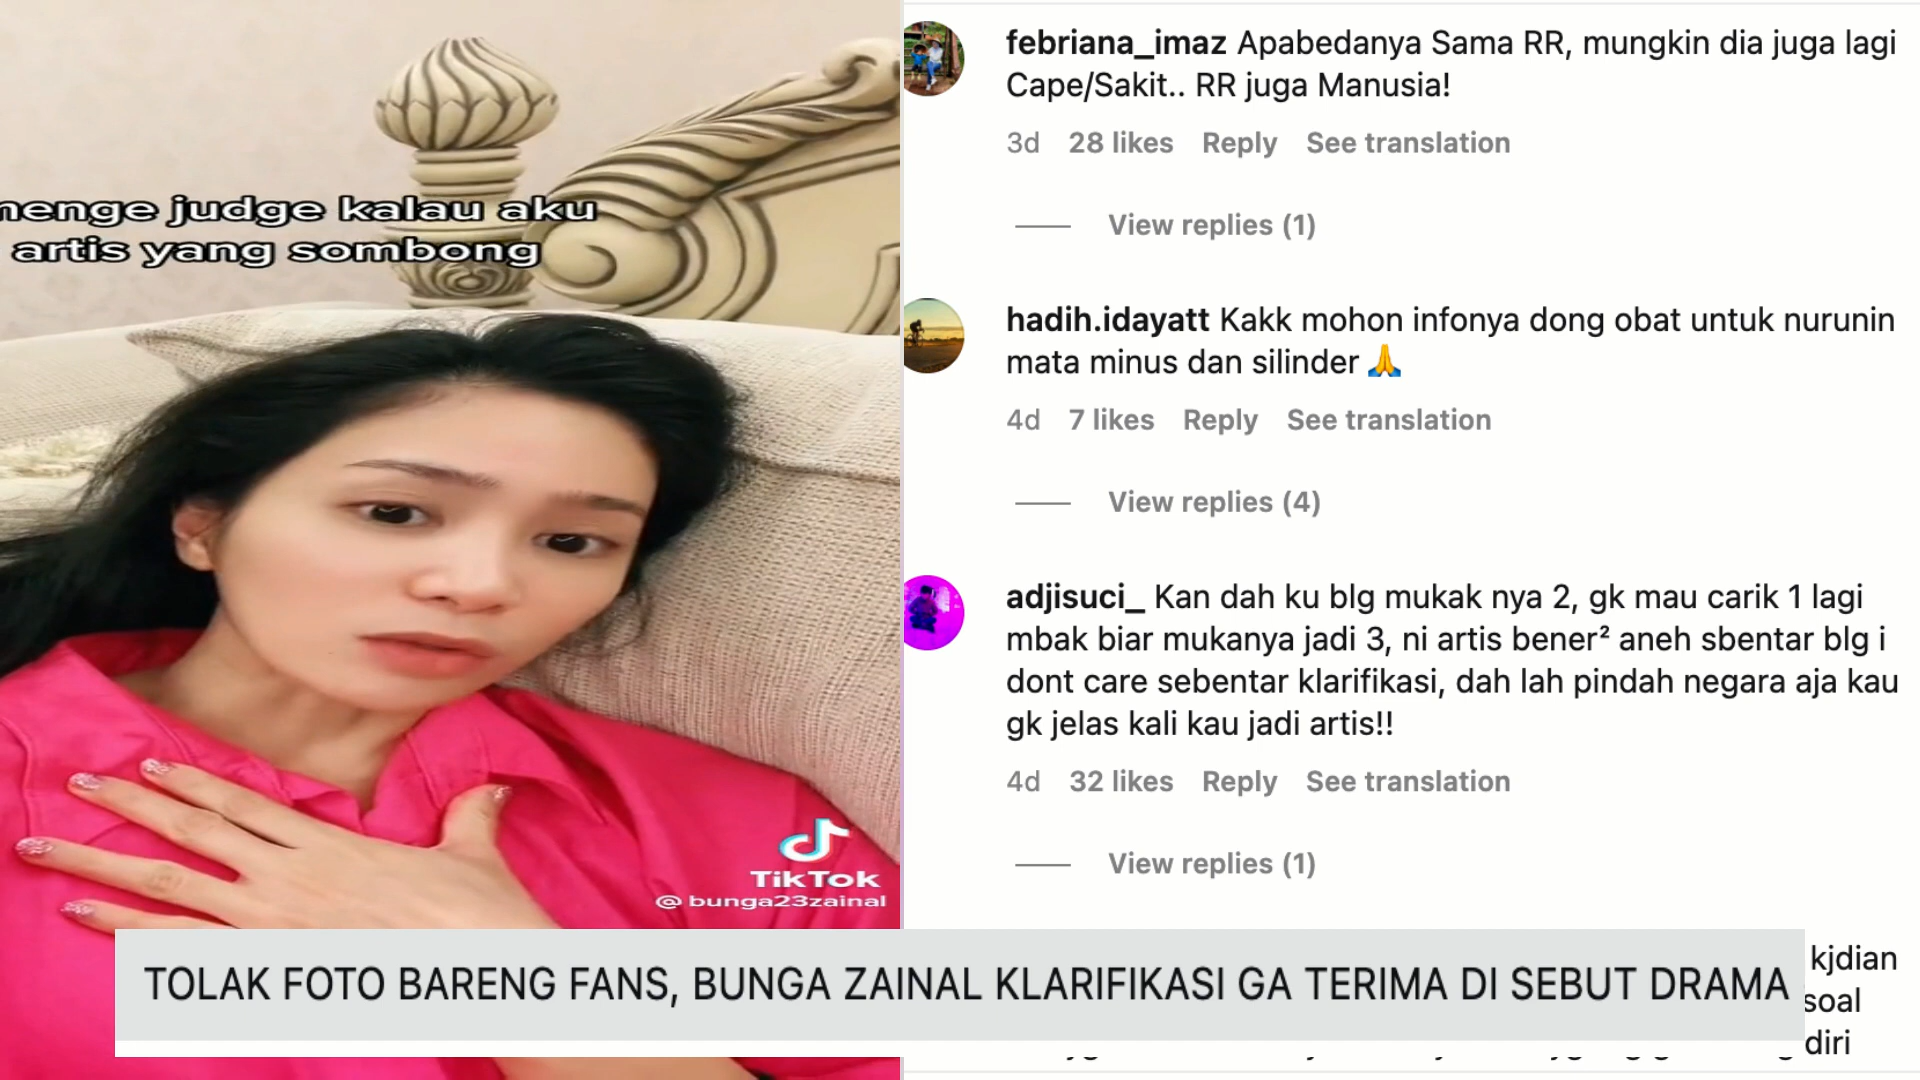 menge judge kalau aku
artis yang sombong
TikTok
@ bunga23zainal
febriana_imaz Apabedanya Sama RR, mungkin dia juga lagi
Cape/Sakit.. RR juga Manusia!
3d 28 likes Reply See translation
View replies (1)
hadih.idayatt Kakk mohon infonya dong obat untuk nurunin
mata minus dan silinder 🙏
4d 7 likes Reply See translation
View replies (4)
adjisuci_ Kan dah ku blg mukak nya 2, gk mau carik 1 lagi
mbak biar mukanya jadi 3, ni artis bener² aneh sbentar blg i
dont care sebentar klarifikasi, dah lah pindah negara aja kau
gk jelas kali kau jadi artis!!
4d 32 likes Reply See translation
View replies (1)
kjdian
soal
diri
TOLAK FOTO BARENG FANS, BUNGA ZAINAL KLARIFIKASI GA TERIMA DI SEBUT DRAMA